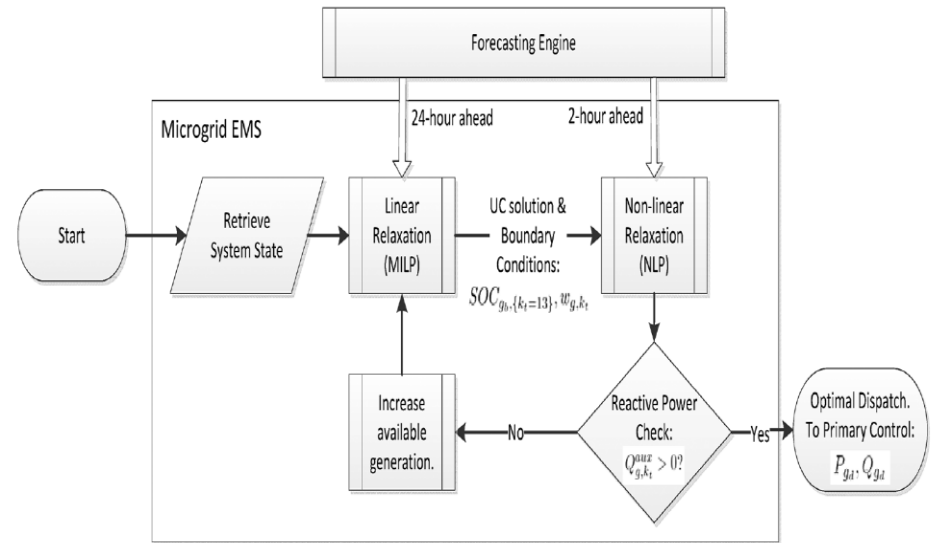 Forecasting Engine
24-hour ahead
2-hour ahead
Microgrid EMS
Start
Retrieve
System State
Linear
Relaxation
(MILP)
UC solution &
Boundary
Conditions:
$SOC_{g_b,\{k_t=13\}}, w_{g,k_t}$
Non-linear
Relaxation
(NLP)
Increase
available
generation.
No
Reactive Power
Check:
$Q^{aux}_{g,k_t} > 0?$
Yes
Optimal Dispatch.
To Primary Control:
$P_{g_d}, Q_{g_d}$